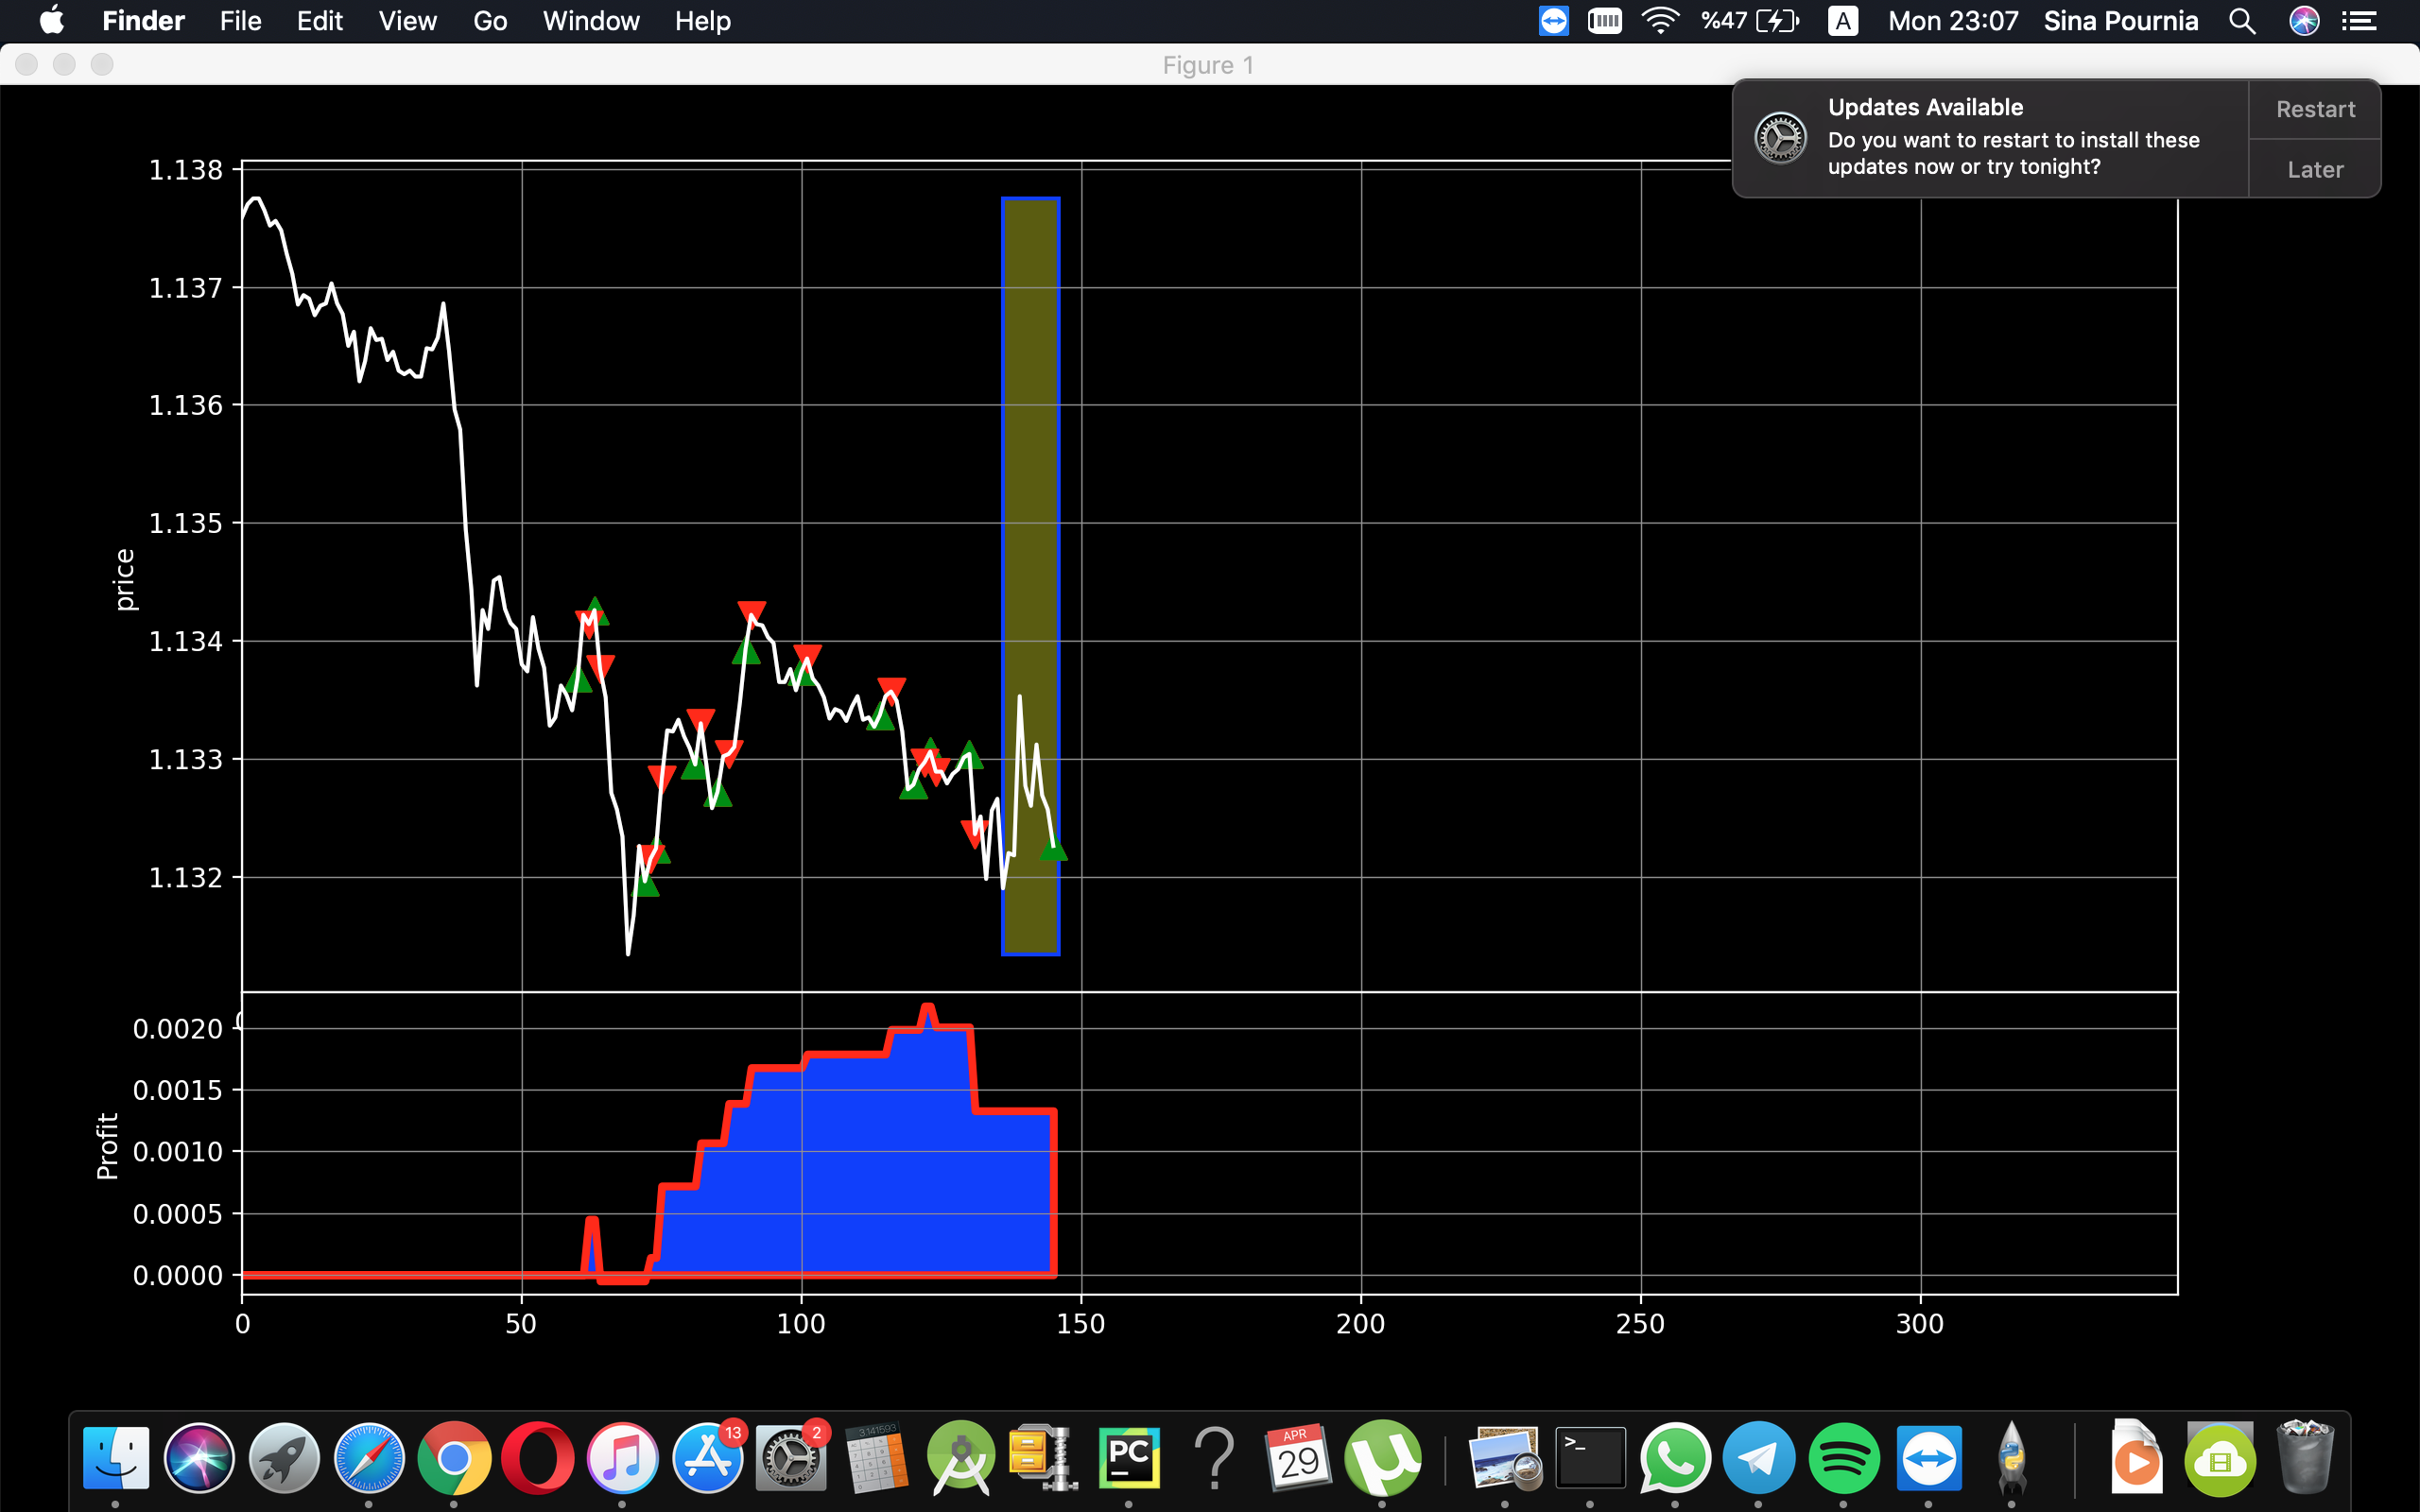 Finder File Edit View Go Window Help %47 A Mon 23:07 Sina Pournia
Figure 1
Updates Available
Do you want to restart to install these
updates now or try tonight?
Restart
Later
1.138
1.137
1.136
1.135
1.134
1.133
1.132
price
0.0020
0.0015
0.0010
0.0005
0.0000
Profit
0 50 100 150 200 250 300
13
2
3.141593
PC
APR
29
>_